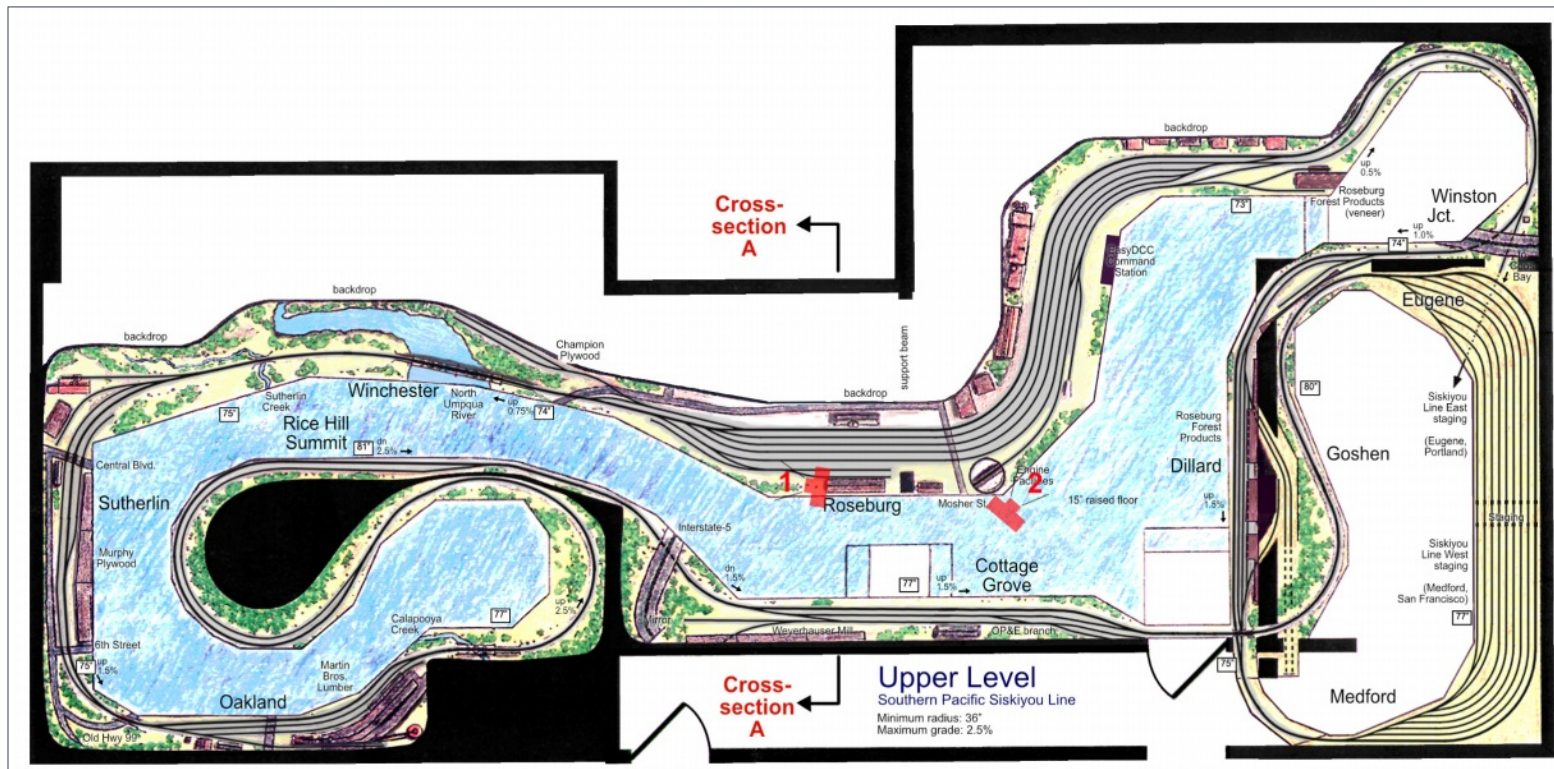 backdrop
Cross-
section
A
up
0.5%
Roseburg
Forest Products
(veneer)
Winston
Jct.
73"
up
1.0%
74"
EasyDCC
Command
Station
To
Coos
Bay
Eugene
backdrop
backdrop
Champion
Plywood
support beam
backdrop
Sutherlin
Creek
Winchester
North
Umpqua
River
up
0.75%
74"
75"
Rice Hill
Summit
81"
dn
2.5%
80"
Siskiyou
Line East
staging
(Eugene,
Portland)
Roseburg
Forest
Products
Dillard
Goshen
Central Blvd.
Sutherlin
1
Roseburg
Mosher St.
Engine
Facilities
2
15" raised floor
up
1.5%
Staging
Interstate-5
Murphy
Plywood
Siskiyou
Line West
staging
(Medford,
San Francisco)
77"
dn
1.5%
77"
up
1.5%
Cottage
Grove
up
2.5%
77"
Calapooya
Creek
Mirror
Weyerhauser Mill
OP&E branch
6th Street
75"
up
1.5%
Martin
Bros.
Lumber
Oakland
Old Hwy 99
Cross-
section
A
Upper Level
Southern Pacific Siskiyou Line
Minimum radius: 36"
Maximum grade: 2.5%
75"
Medford